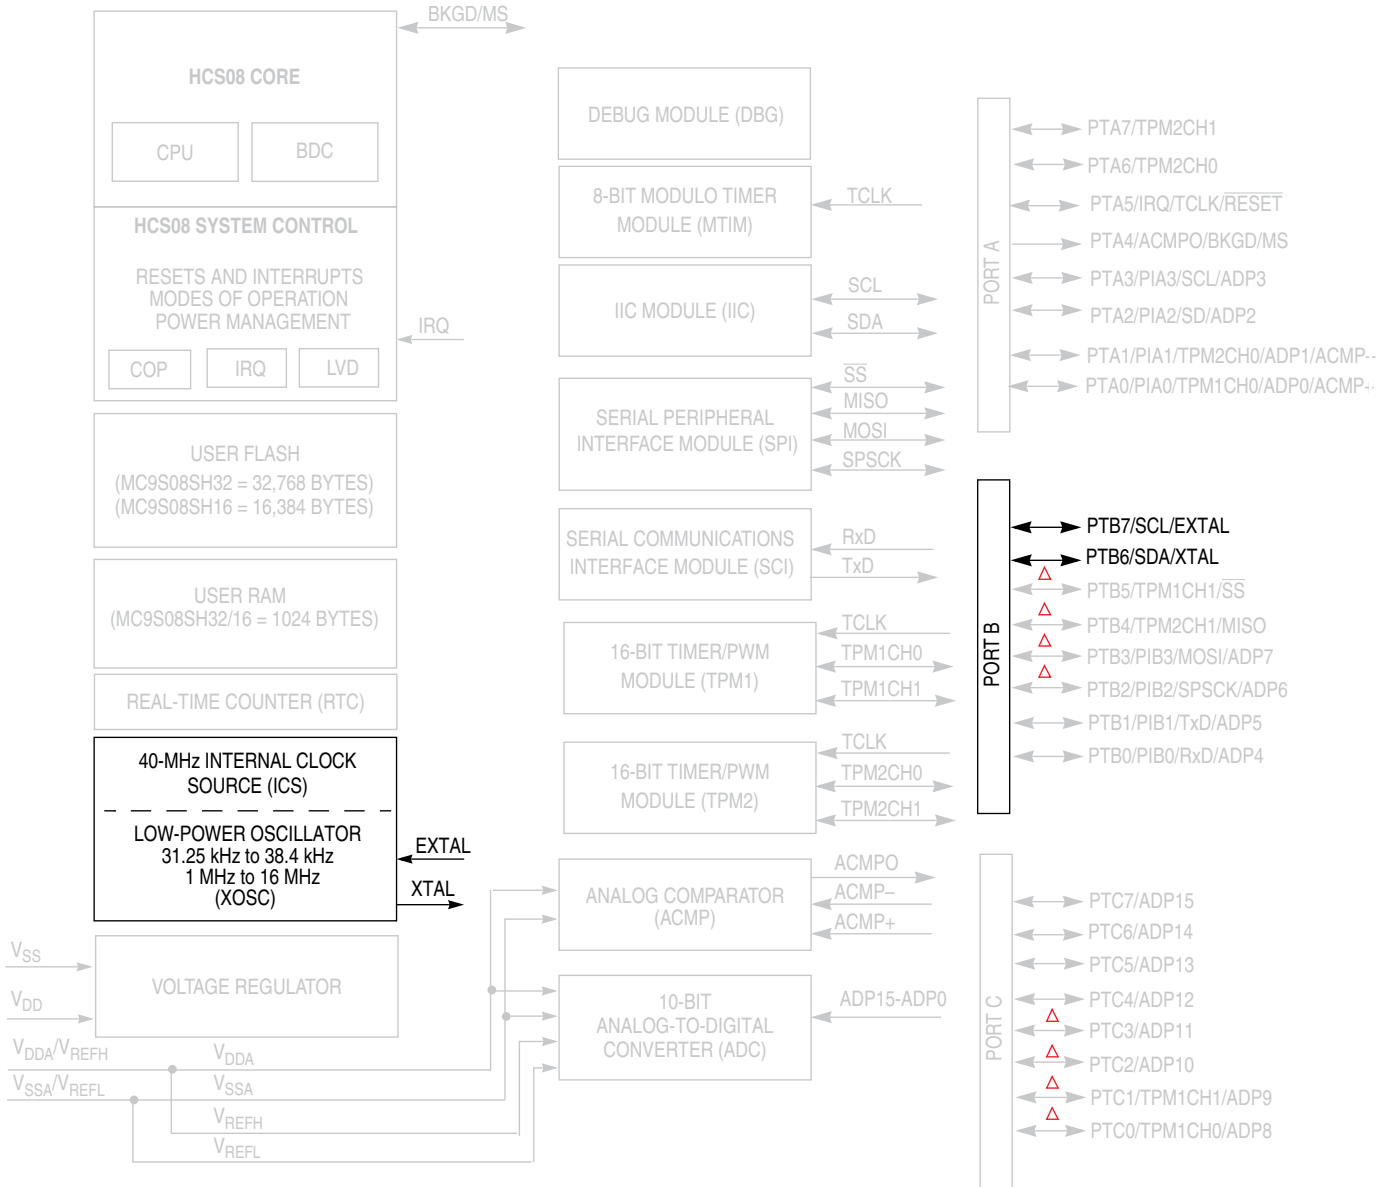 BKGD/MS
HCS08 CORE
CPU
BDC
HCS08 SYSTEM CONTROL
RESETS AND INTERRUPTS
MODES OF OPERATION
POWER MANAGEMENT
COP
IRQ
LVD
IRQ
USER FLASH
(MC9S08SH32 = 32,768 BYTES)
(MC9S08SH16 = 16,384 BYTES)
USER RAM
(MC9S08SH32/16 = 1024 BYTES)
REAL-TIME COUNTER (RTC)
40-MHz INTERNAL CLOCK
SOURCE (ICS)
LOW-POWER OSCILLATOR
31.25 kHz to 38.4 kHz
1 MHz to 16 MHz
(XOSC)
EXTAL
XTAL
VSS
VDD
VOLTAGE REGULATOR
VDDA/VREFH
VSSA/VREFL
VDDA
VSSA
VREFH
VREFL
DEBUG MODULE (DBG)
8-BIT MODULO TIMER
MODULE (MTIM)
TCLK
IIC MODULE (IIC)
SCL
SDA
SERIAL PERIPHERAL
INTERFACE MODULE (SPI)
SS
MISO
MOSI
SPSCK
SERIAL COMMUNICATIONS
INTERFACE MODULE (SCI)
RxD
TxD
16-BIT TIMER/PWM
MODULE (TPM1)
TCLK
TPM1CH0
TPM1CH1
16-BIT TIMER/PWM
MODULE (TPM2)
TCLK
TPM2CH0
TPM2CH1
ANALOG COMPARATOR
(ACMP)
ACMPO
ACMP–
ACMP+
10-BIT
ANALOG-TO-DIGITAL
CONVERTER (ADC)
ADP15-ADP0
PORT A
PTA7/TPM2CH1
PTA6/TPM2CH0
PTA5/IRQ/TCLK/RESET
PTA4/ACMPO/BKGD/MS
PTA3/PIA3/SCL/ADP3
PTA2/PIA2/SD/ADP2
PTA1/PIA1/TPM2CH0/ADP1/ACMP-
PTA0/PIA0/TPM1CH0/ADP0/ACMP
PORT B
PTB7/SCL/EXTAL
PTB6/SDA/XTAL
PTB5/TPM1CH1/SS
PTB4/TPM2CH1/MISO
PTB3/PIB3/MOSI/ADP7
PTB2/PIB2/SPSCK/ADP6
PTB1/PIB1/TxD/ADP5
PTB0/PIB0/RxD/ADP4
PORT C
PTC7/ADP15
PTC6/ADP14
PTC5/ADP13
PTC4/ADP12
PTC3/ADP11
PTC2/ADP10
PTC1/TPM1CH1/ADP9
PTC0/TPM1CH0/ADP8